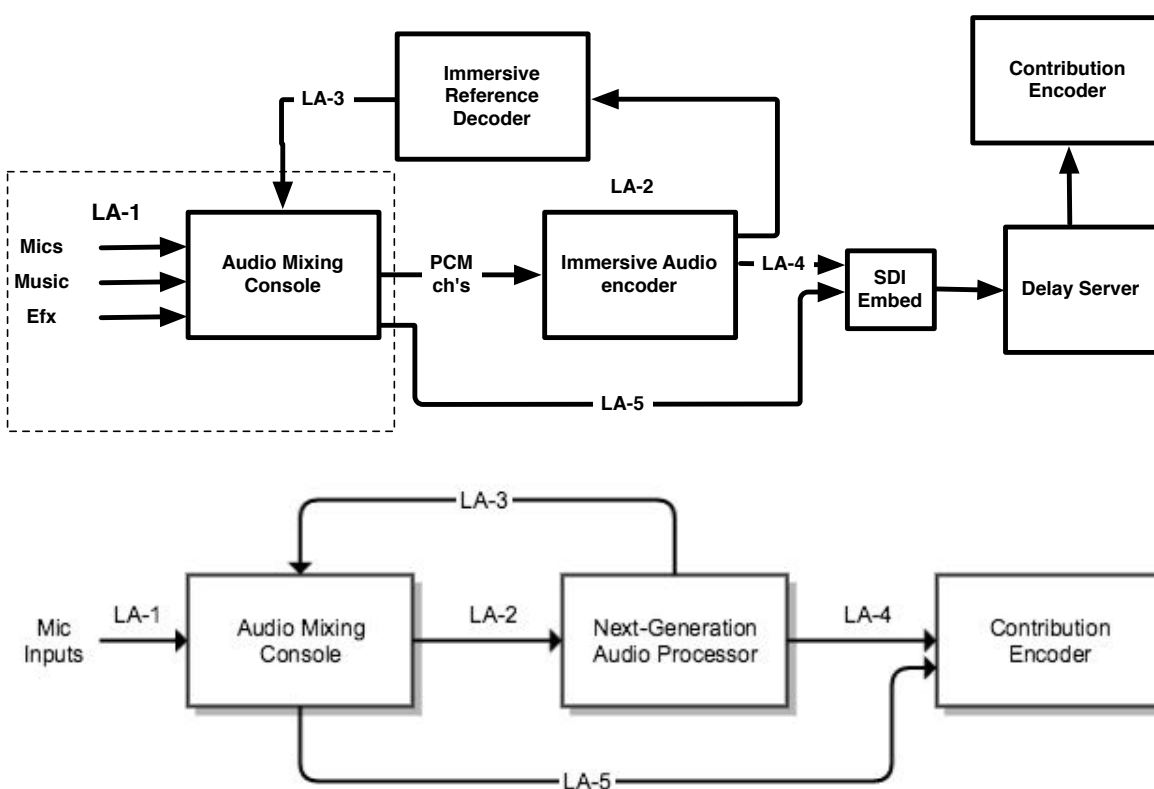 Immersive
Reference
Decoder
Contribution
Encoder
LA-3
LA-2
LA-1
Mics
Music
Efx
Audio Mixing
Console
PCM
ch's
Immersive Audio
encoder
LA-4
SDI
Embed
Delay Server
LA-5
LA-3
Mic
Inputs
LA-1
Audio Mixing
Console
LA-2
Next-Generation
Audio Processor
LA-4
Contribution
Encoder
LA-5